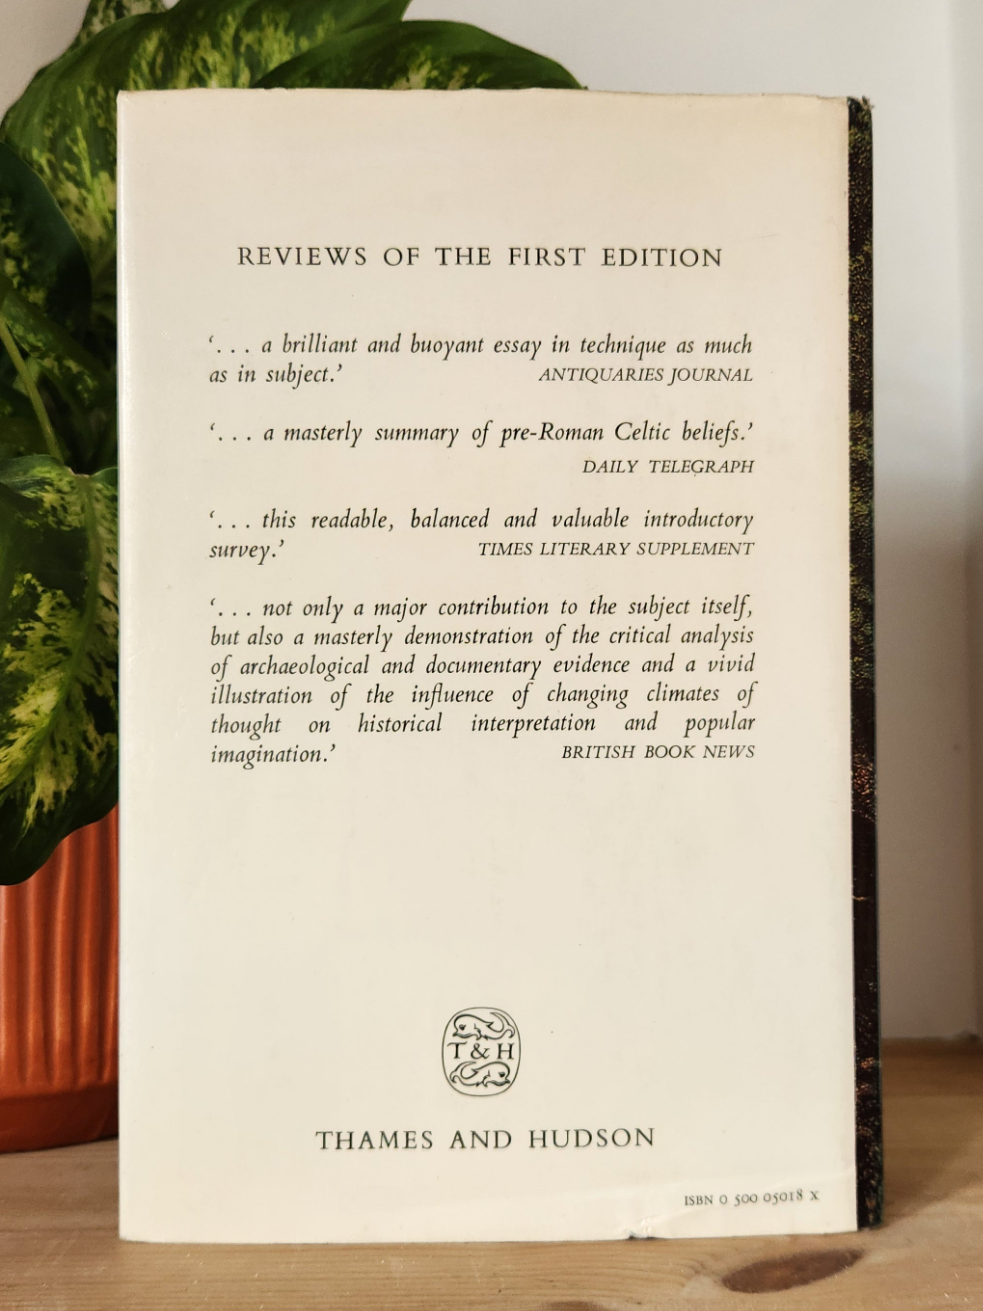 REVIEWS OF THE FIRST EDITION
‘. . . a brilliant and buoyant essay in technique as much
as in subject.’ ANTIQUARIES JOURNAL
‘. . . a masterly summary of pre-Roman Celtic beliefs.’
DAILY TELEGRAPH
‘. . . this readable, balanced and valuable introductory
survey.’ TIMES LITERARY SUPPLEMENT
‘. . . not only a major contribution to the subject itself,
but also a masterly demonstration of the critical analysis
of archaeological and documentary evidence and a vivid
illustration of the influence of changing climates of
thought on historical interpretation and popular
imagination.’ BRITISH BOOK NEWS
T & H
THAMES AND HUDSON
ISBN 0 500 05018 X